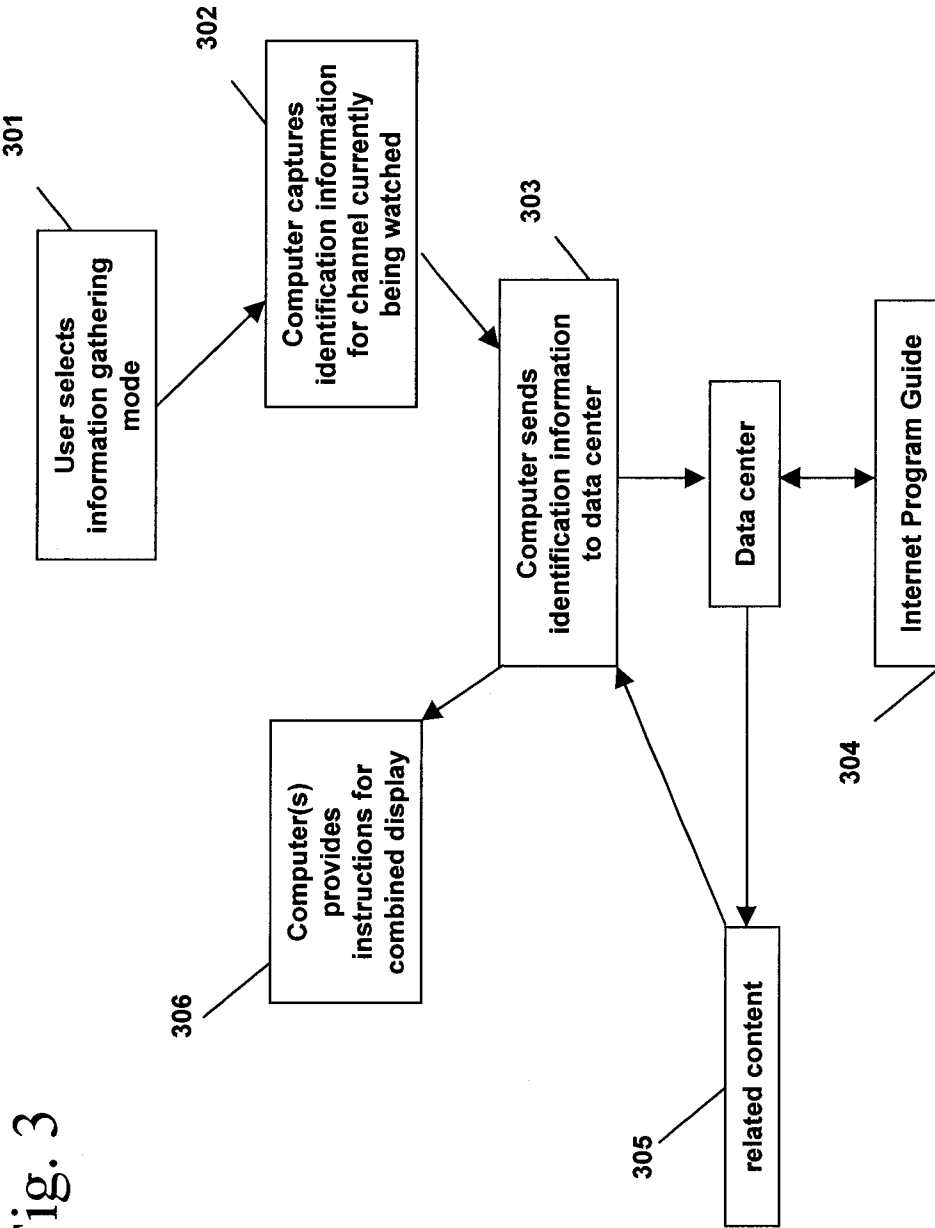 Fig. 3
301
User selects
information gathering
mode
302
Computer captures
identification information
for channel currently
being watched
303
Computer sends
identification information
to data center
Data center
304
Internet Program Guide
305
related content
306
Computer(s)
provides
instructions for
combined display